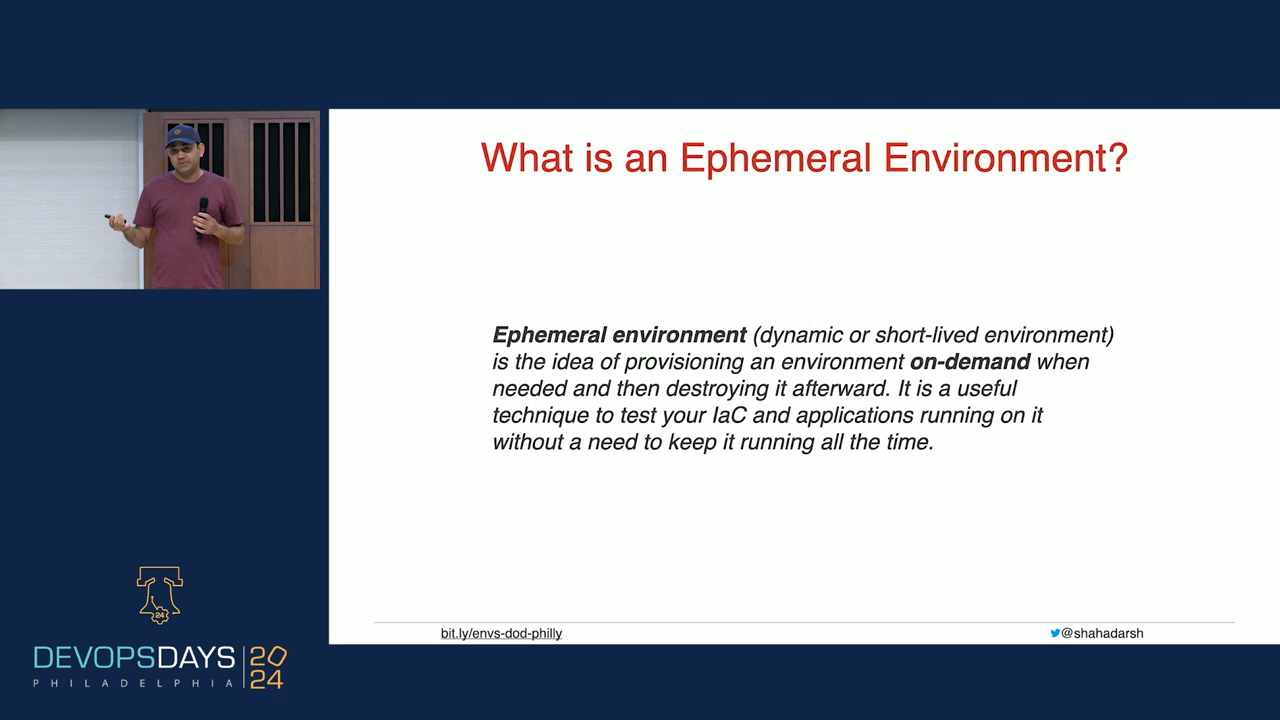 What is an Ephemeral Environment?
Ephemeral environment (dynamic or short-lived environment)
is the idea of provisioning an environment on-demand when
needed and then destroying it afterward. It is a useful
technique to test your IaC and applications running on it
without a need to keep it running all the time.
bit.ly/envs-dod-philly
@shahadarsh
24
DEVOPSDAYS 2024
PHILADELPHIA